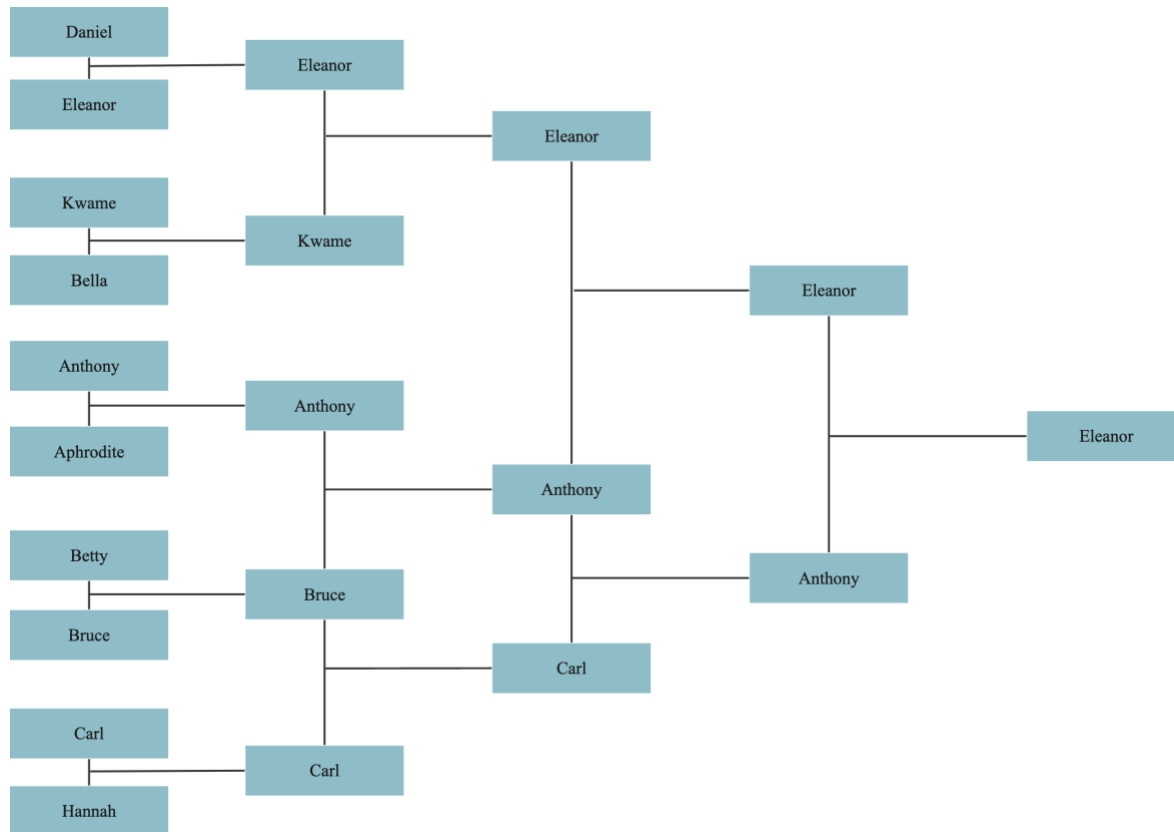 Daniel
Eleanor
Kwame
Bella
Anthony
Aphrodite
Betty
Bruce
Carl
Hannah
Eleanor
Kwame
Anthony
Bruce
Carl
Eleanor
Anthony
Carl
Eleanor
Anthony
Eleanor